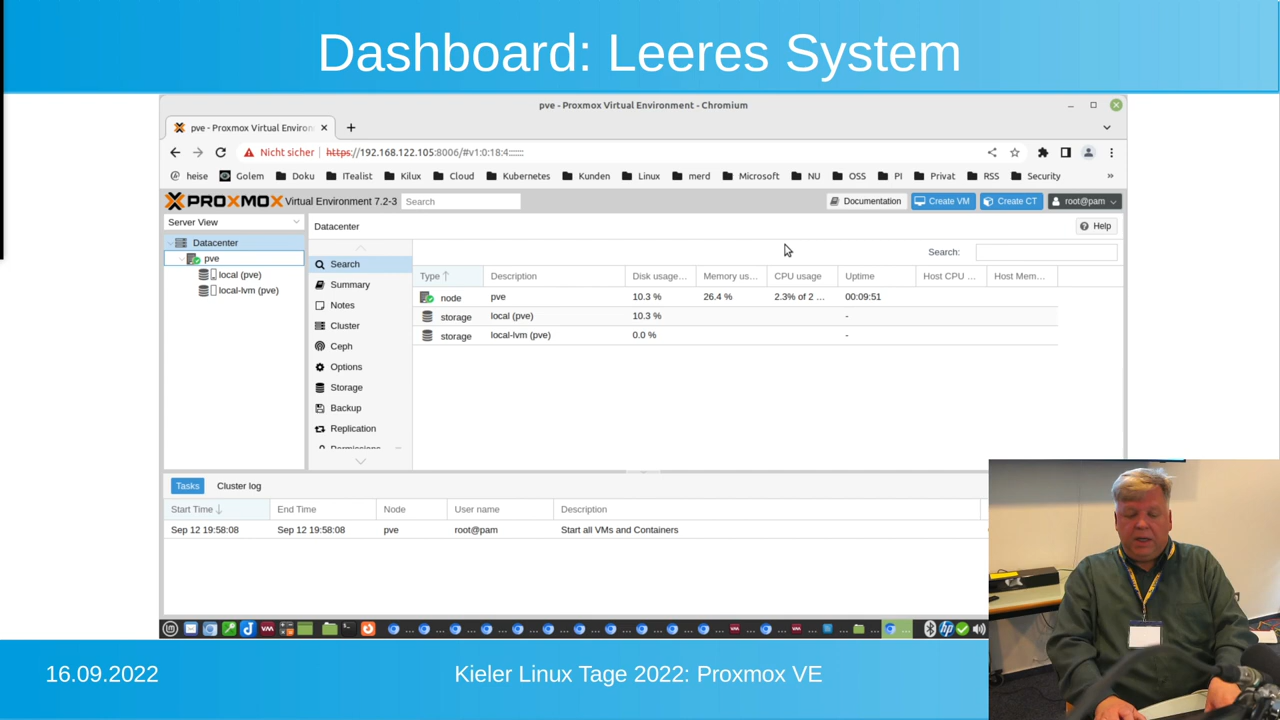 Dashboard: Leeres System
pve - Proxmox Virtual Environment - Chromium
pve - Proxmox Virtual Environ
Nicht sicher https://192.168.122.105:8006/#v1:0:18:4:::::::
heise Golem Doku ITealist Kilux Cloud Kubernetes Kunden Linux merd Microsoft NU OSS PI Privat RSS Security »
PROXMOX Virtual Environment 7.2-3 Search Documentation Create VM Create CT root@pam
Server View Datacenter Help
Datacenter
pve
local (pve)
local-lvm (pve)
Search
Summary
Notes
Cluster
Ceph
Options
Storage
Backup
Replication
Permissions
Search:
Type Description Disk usage... Memory us... CPU usage Uptime Host CPU ... Host Mem...
node pve 10.3 % 26.4 % 2.3% of 2 ... 00:09:51
storage local (pve) 10.3 % -
storage local-lvm (pve) 0.0 % -
Tasks Cluster log
Start Time End Time Node User name Description
Sep 12 19:58:08 Sep 12 19:58:08 pve root@pam Start all VMs and Containers
16.09.2022 Kieler Linux Tage 2022: Proxmox VE